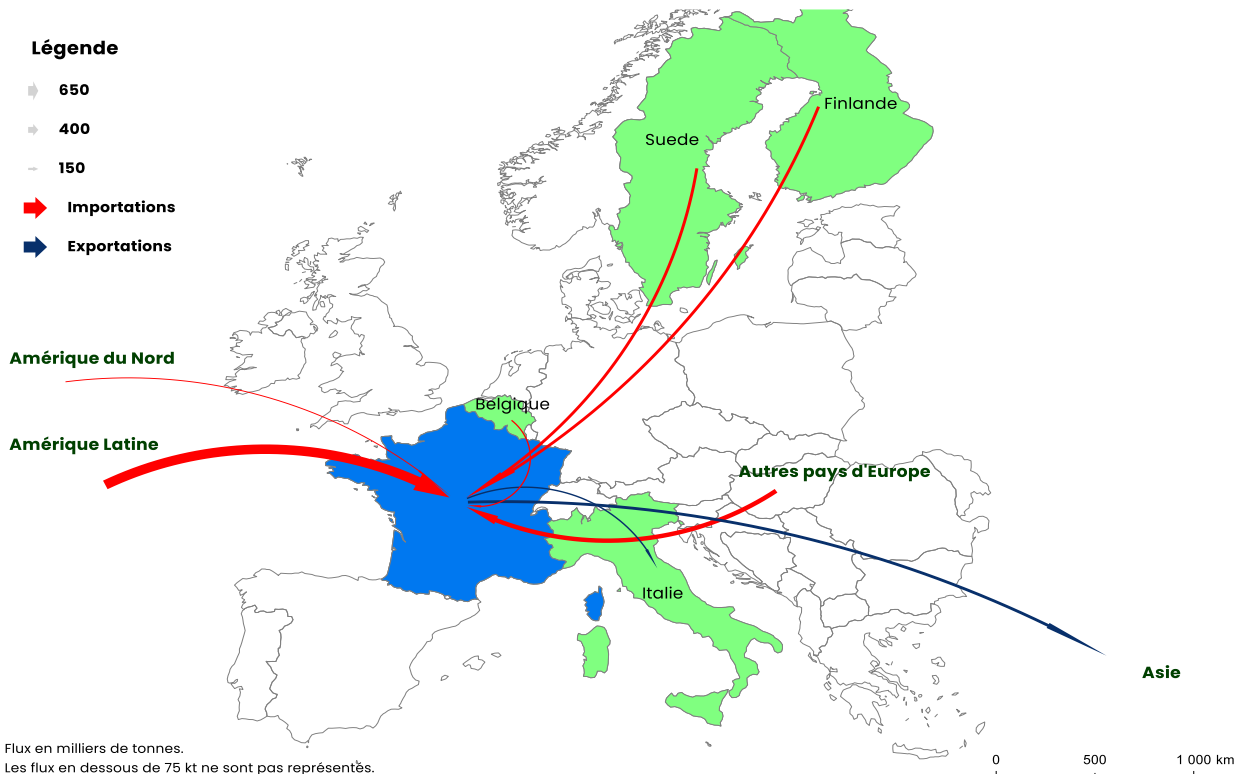 Légende
650
400
150
Importations
Exportations
Finlande
Suede
Amérique du Nord
Belgique
Amérique Latine
Autres pays d'Europe
Italie
Asie
Flux en milliers de tonnes.
Les flux en dessous de 75 kt ne sont pas représentés.
0 500 1 000 km